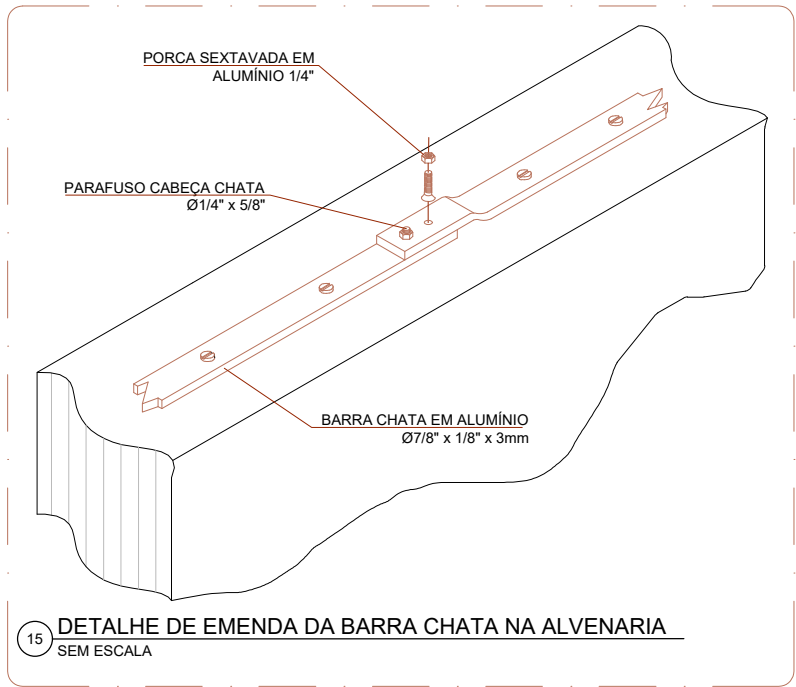 PORCA SEXTAVADA EM
ALUMÍNIO 1/4"
PARAFUSO CABEÇA CHATA
Ø1/4" x 5/8"
BARRA CHATA EM ALUMÍNIO
Ø7/8" x 1/8" x 3mm
15 DETALHE DE EMENDA DA BARRA CHATA NA ALVENARIA
SEM ESCALA